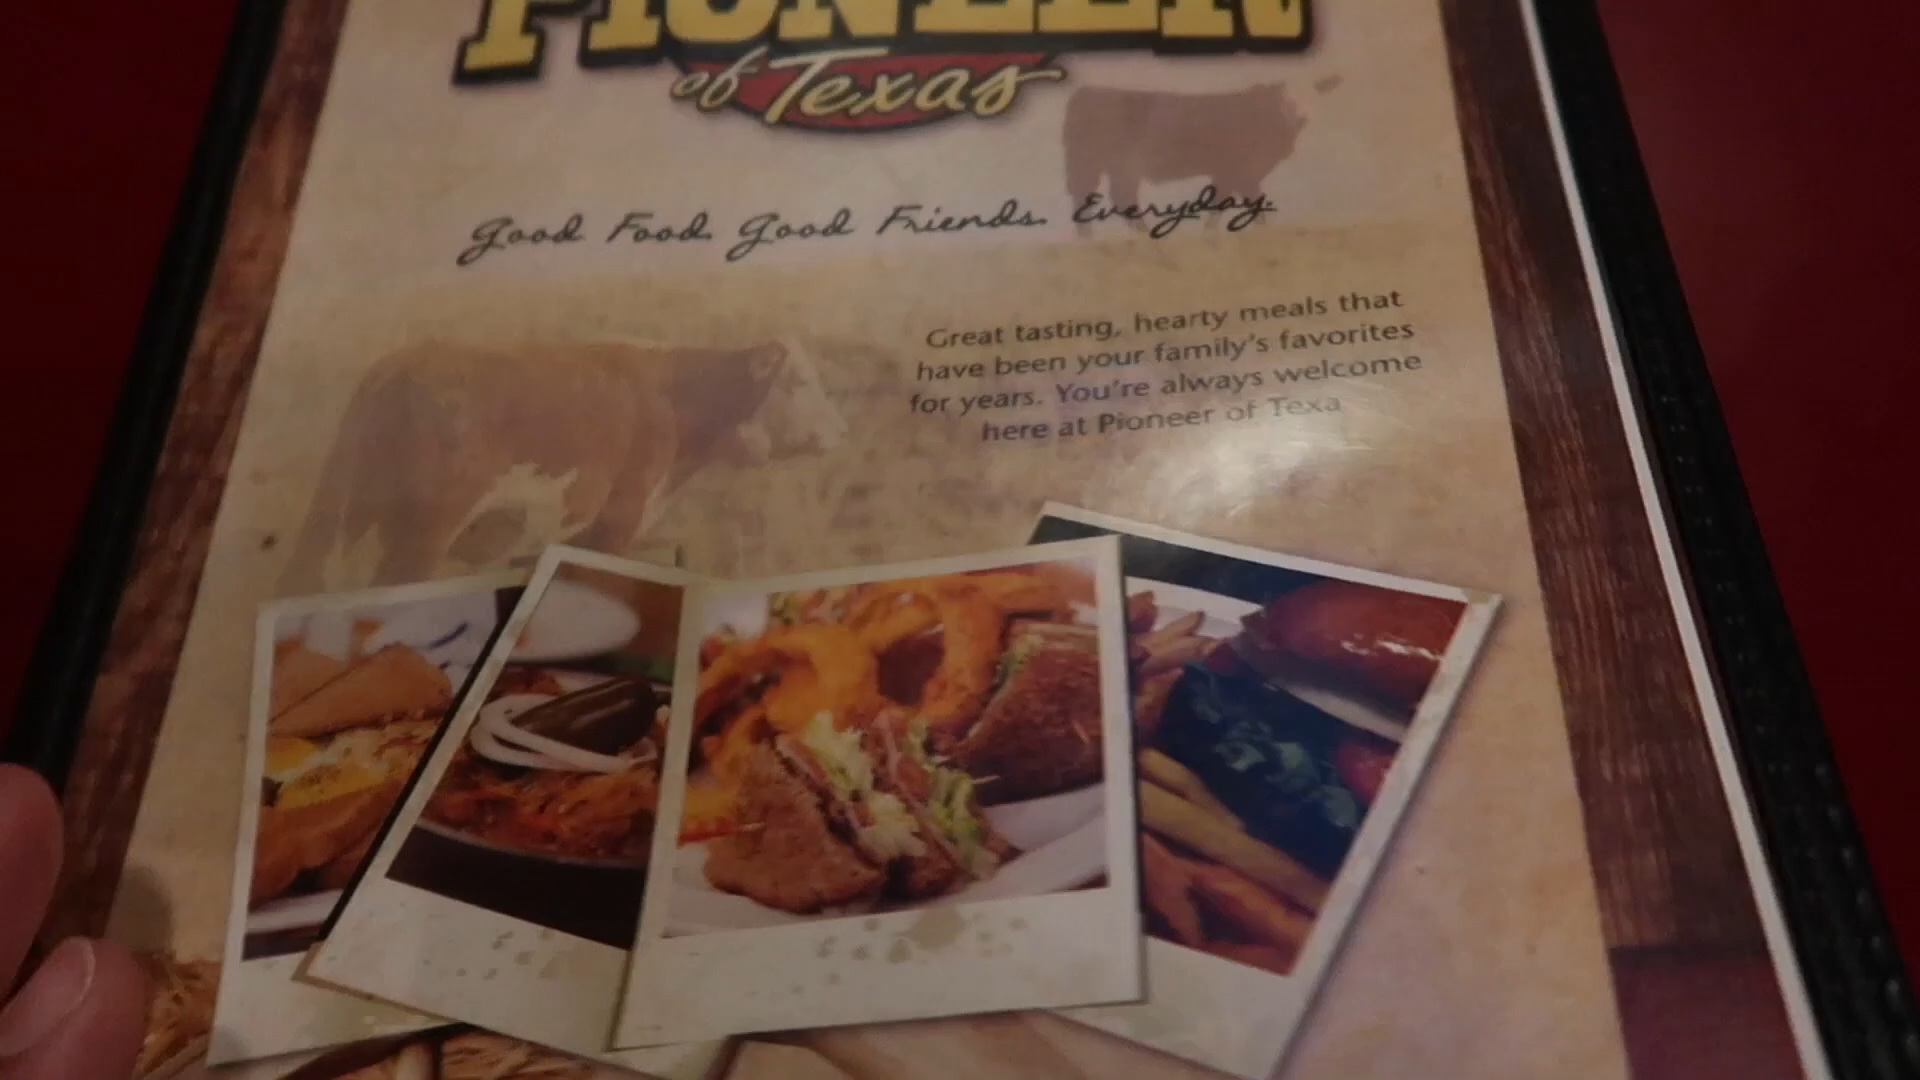 PIONEER
of Texas
Good Food. Good Friends. Everyday.
Great tasting, hearty meals that
have been your family's favorites
for years. You're always welcome
here at Pioneer of Texa